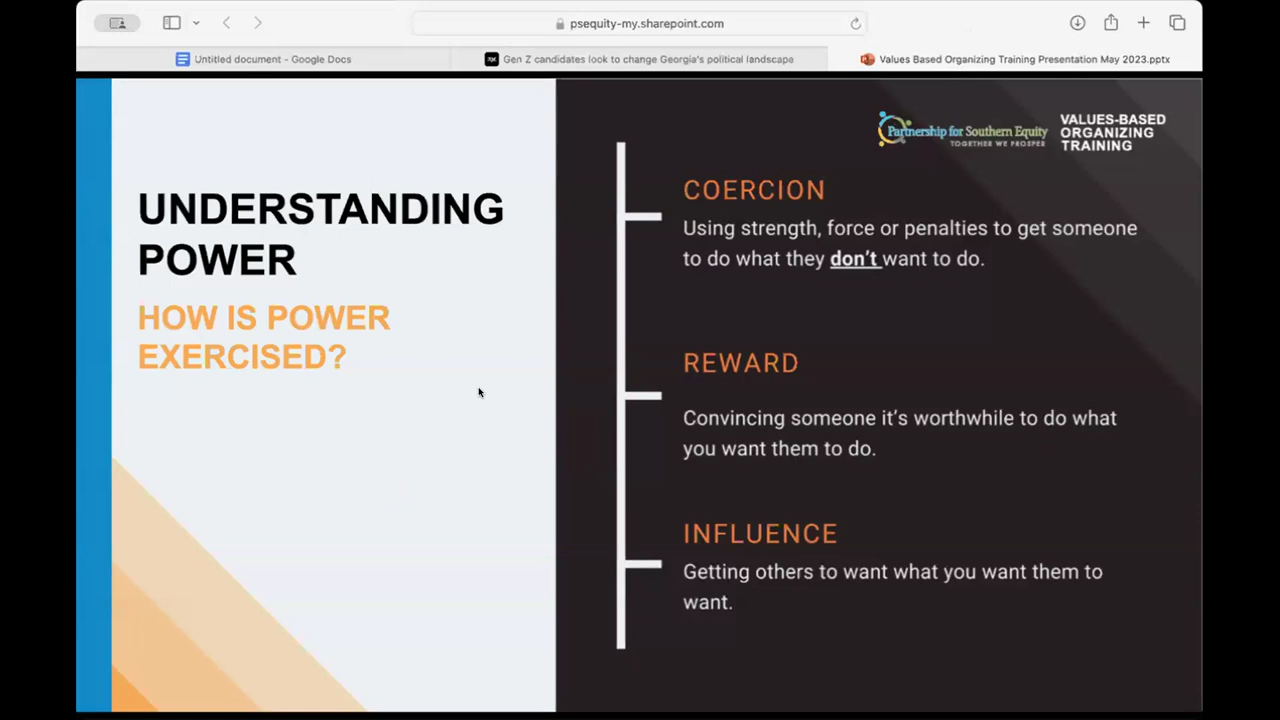 psequity-my.sharepoint.com
Untitled document - Google Docs
Gen Z candidates look to change Georgia's political landscape
Values Based Organizing Training Presentation May 2023.pptx
UNDERSTANDING
POWER
HOW IS POWER
EXERCISED?
Partnership for Southern Equity
TOGETHER WE PROSPER
VALUES-BASED
ORGANIZING
TRAINING
COERCION
Using strength, force or penalties to get someone
to do what they don't want to do.
REWARD
Convincing someone it's worthwhile to do what
you want them to do.
INFLUENCE
Getting others to want what you want them to
want.